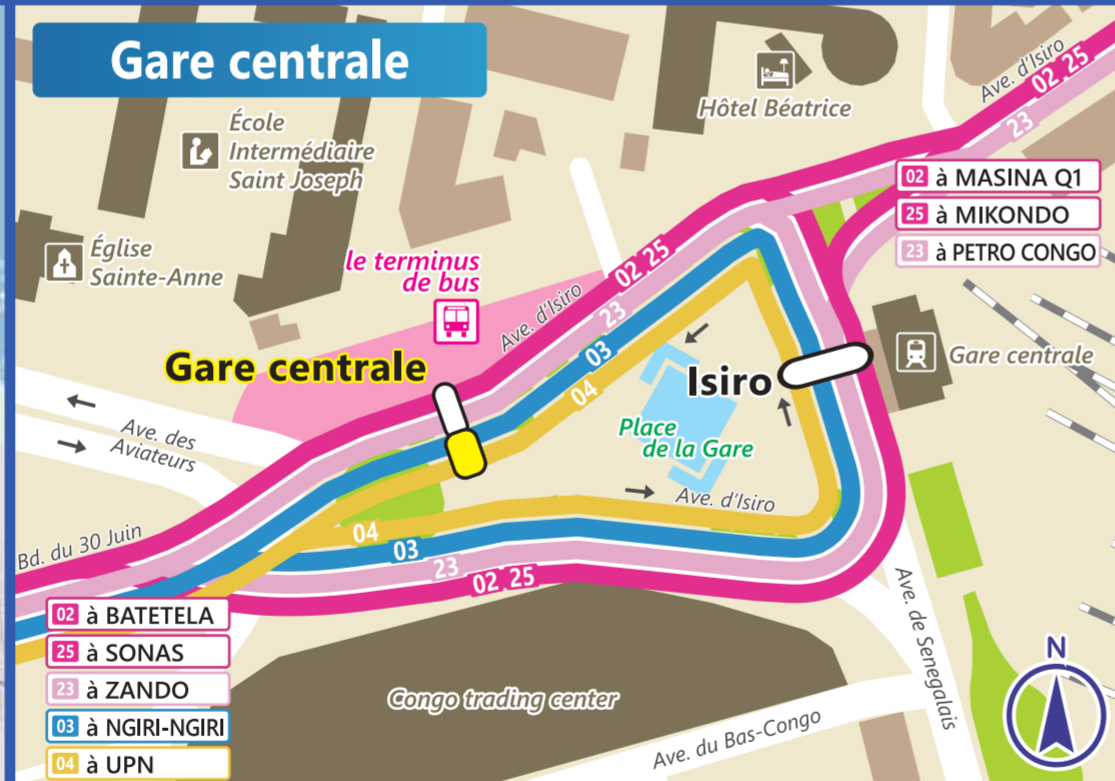 Gare centrale
École
Intermédiaire
Saint Joseph
Hôtel Béatrice
Ave. d'Isiro
02 25
23
02 à MASINA Q1
25 à MIKONDO
23 à PETRO CONGO
Église
Sainte-Anne
le terminus
de bus
Ave. d'Isiro
02 25
23
03
04
Gare centrale
Isiro
Gare centrale
Place
de la Gare
Ave. des
Aviateurs
Ave. d'Isiro
Bd. du 30 Juin
04
03
23
02 25
02 à BATETELA
25 à SONAS
23 à ZANDO
03 à NGIRI-NGIRI
04 à UPN
Congo trading center
Ave. de Senegalais
Ave. du Bas-Congo
N